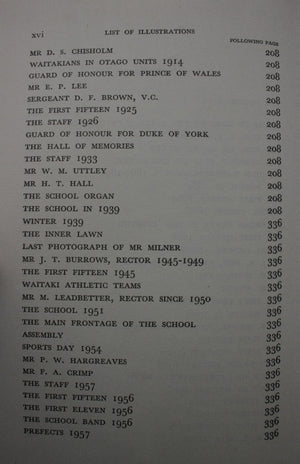 xvi LIST OF ILLUSTRATIONS
FOLLOWING PAGE
MR D. S. CHISHOLM 208
WAITAKIANS IN OTAGO UNITS 1914 208
GUARD OF HONOUR FOR PRINCE OF WALES 208
MR E. P. LEE 208
SERGEANT D. F. BROWN, V.C. 208
THE FIRST FIFTEEN 1925 208
THE STAFF 1926 208
GUARD OF HONOUR FOR DUKE OF YORK 208
THE HALL OF MEMORIES 208
THE STAFF 1933 208
MR W. M. UTTLEY 208
MR H. T. HALL 208
THE SCHOOL ORGAN 208
THE SCHOOL IN 1939 208
WINTER 1939 336
THE INNER LAWN 336
LAST PHOTOGRAPH OF MR MILNER 336
MR J. T. BURROWS, RECTOR 1945-1949 336
THE FIRST FIFTEEN 1945 336
WAITAKI ATHLETIC TEAMS 336
MR M. LEADBETTER, RECTOR SINCE 1950 336
THE SCHOOL 1951 336
THE MAIN FRONTAGE OF THE SCHOOL 336
ASSEMBLY 336
SPORTS DAY 1954 336
MR P. W. HARGREAVES 336
MR F. A. CRIMP 336
THE STAFF 1957 336
THE FIRST FIFTEEN 1956 336
THE FIRST ELEVEN 1956 336
THE SCHOOL BAND 1956 336
PREFECTS 1957 336